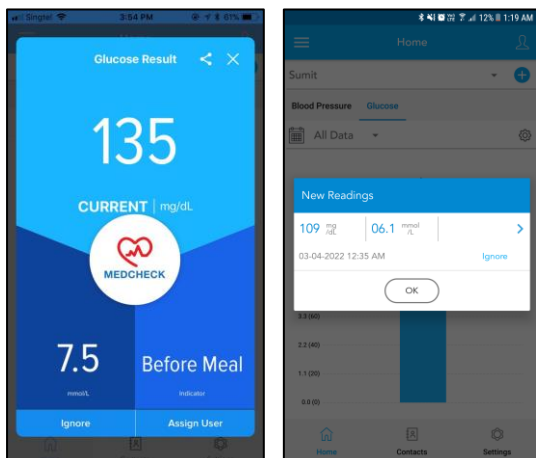 Singtel 3:54 PM 61%
Glucose Result
135
CURRENT | mg/dL
MEDCHECK
7.5
mmol/L
Before Meal
Indicator
Ignore
Assign User
12% 1:19 AM
Home
Sumit
Blood Pressure Glucose
All Data
New Readings
109 mg/dL 06.1 mmol/L
03-04-2022 12:35 AM Ignore
OK
3.3 (60)
2.2 (40)
1.1 (20)
0.0 (0)
Home Contacts Settings